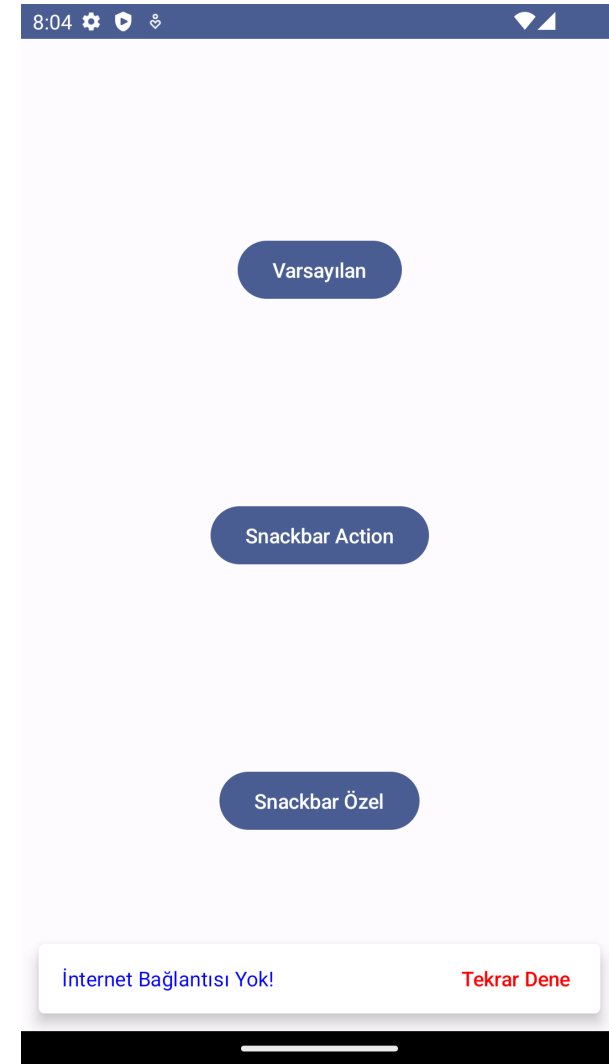 8:04
Varsayılan
Snackbar Action
Snackbar Özel
İnternet Bağlantısı Yok! Tekrar Dene